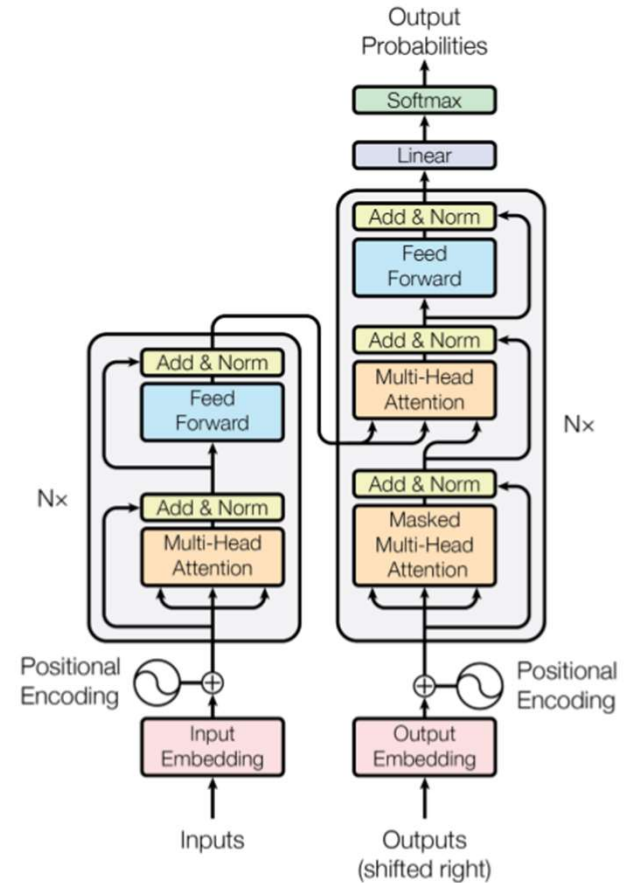 Output
Probabilities
Softmax
Linear
Add & Norm
Feed
Forward
Add & Norm
Multi-Head
Attention
N×
Add & Norm
Masked
Multi-Head
Attention
Add & Norm
Feed
Forward
N×
Add & Norm
Multi-Head
Attention
Positional
Encoding
Positional
Encoding
Input
Embedding
Output
Embedding
Inputs
Outputs
(shifted right)